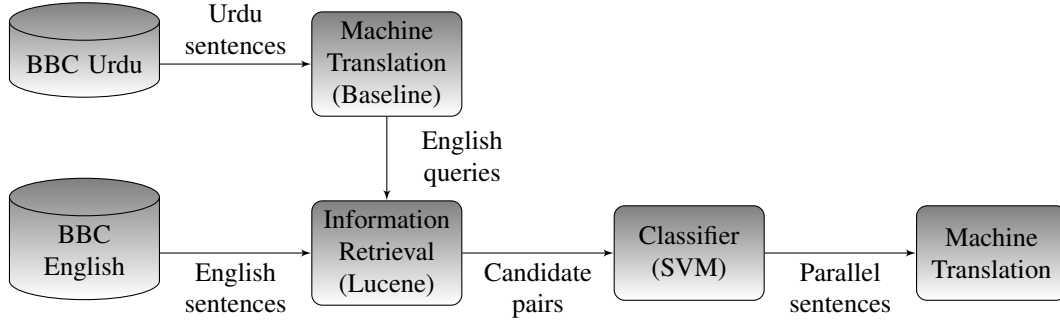 BBC Urdu
Urdu
sentences
Machine
Translation
(Baseline)
English
queries
BBC
English
English
sentences
Information
Retrieval
(Lucene)
Candidate
pairs
Classifier
(SVM)
Parallel
sentences
Machine
Translation